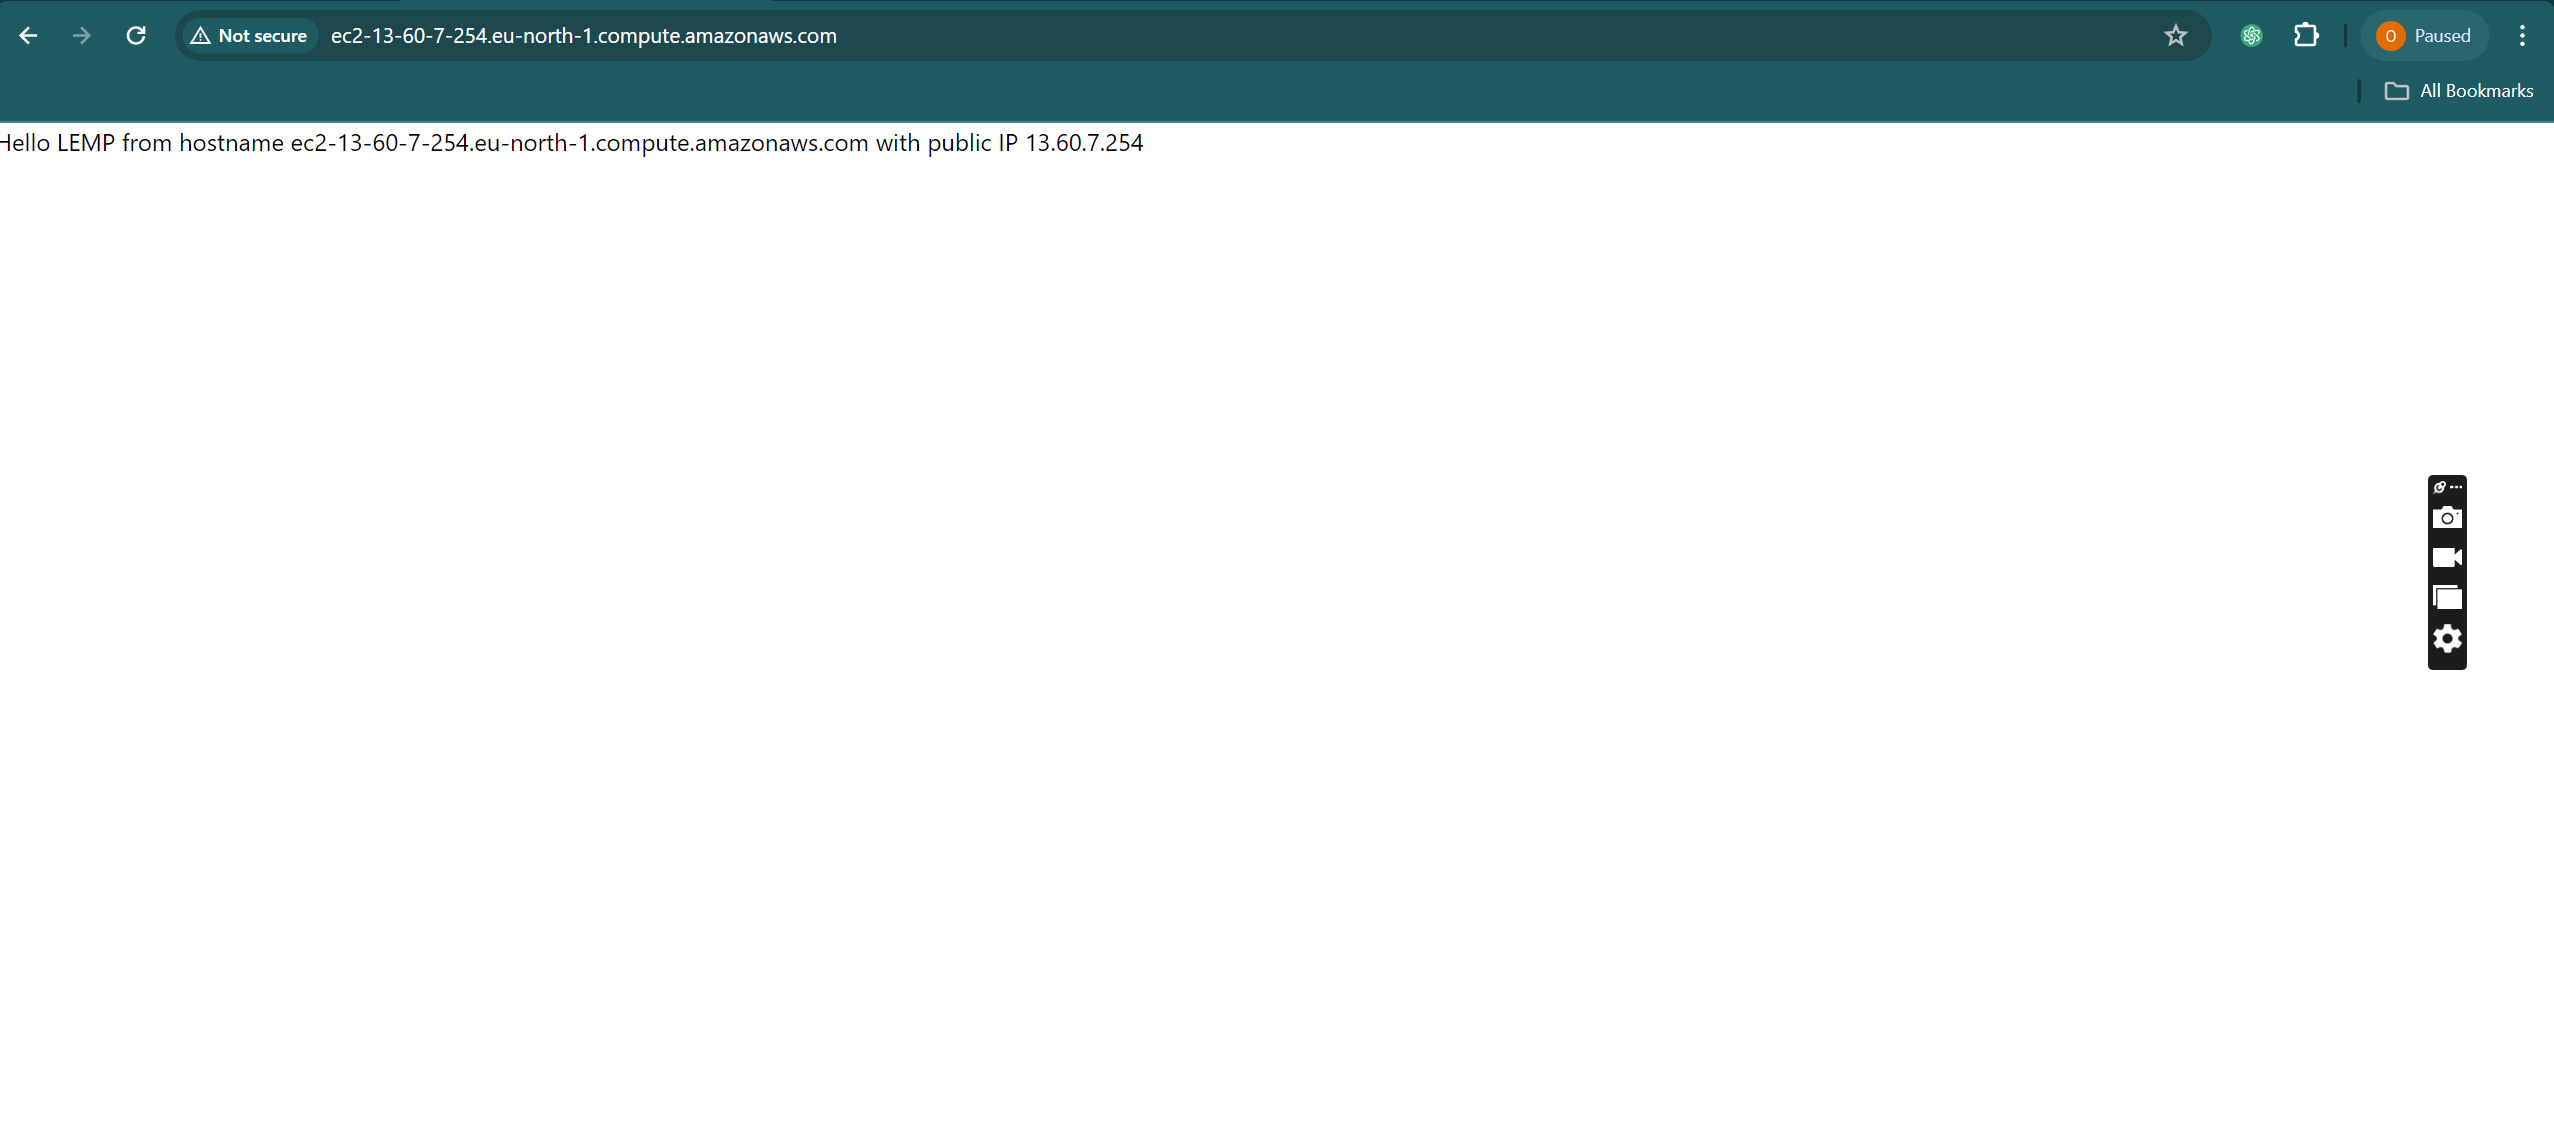 Not secure ec2-13-60-7-254.eu-north-1.compute.amazonaws.com O Paused
All Bookmarks
Hello LEMP from hostname ec2-13-60-7-254.eu-north-1.compute.amazonaws.com with public IP 13.60.7.254